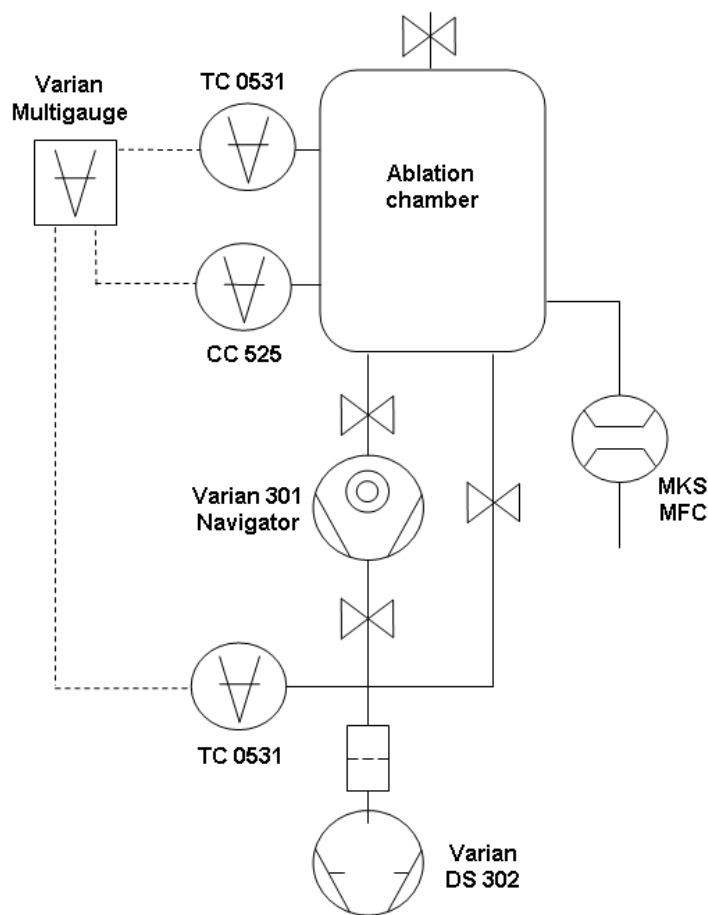 TC 0531
Varian
Multigauge
Ablation
chamber
CC 525
Varian 301
Navigator
MKS
MFC
TC 0531
Varian
DS 302